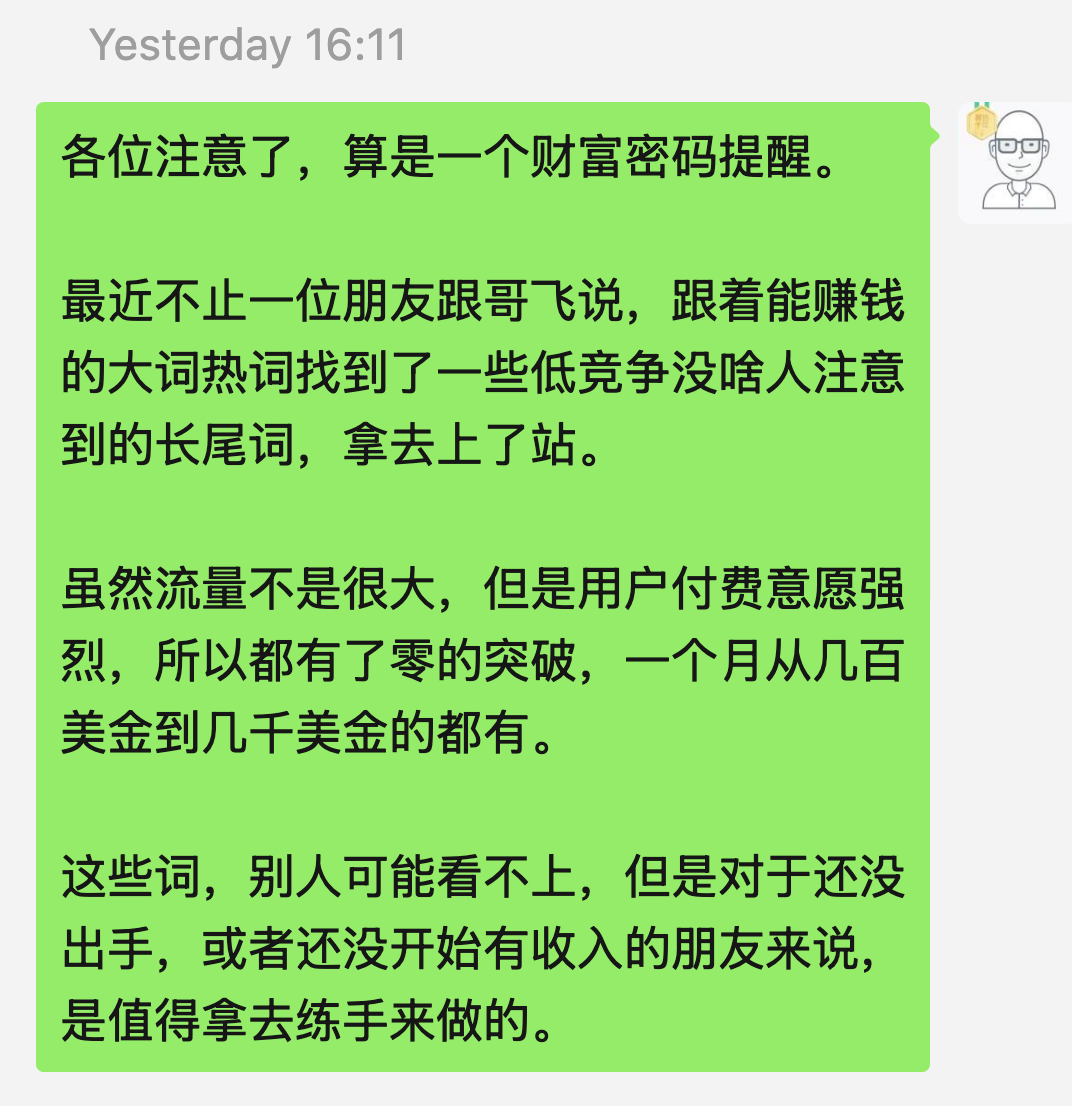 Yesterday 16:11
各位注意了，算是一个财富密码提醒。
最近不止一位朋友跟哥飞说，跟着能赚钱
的大词热词找到了一些低竞争没啥人注意
到的长尾词，拿去上了站。
虽然流量不是很大，但是用户付费意愿强
烈，所以都有了零的突破，一个月从几百
美金到几千美金的都有。
这些词，别人可能看不上，但是对于还没
出手，或者还没开始有收入的朋友来说，
是值得拿去练手来做的。